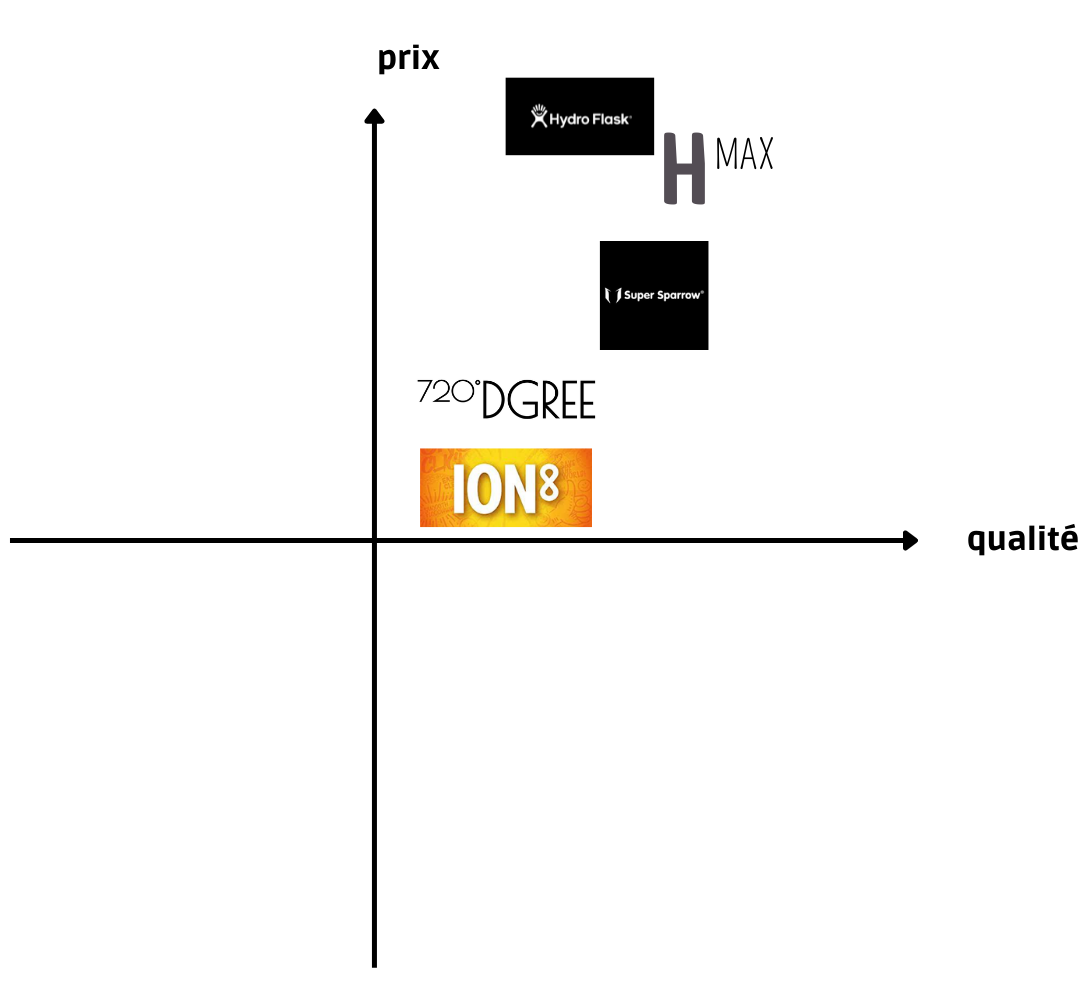 prix
Hydro Flask
H MAX
Super Sparrow®
720°DGREE
ION8
qualité